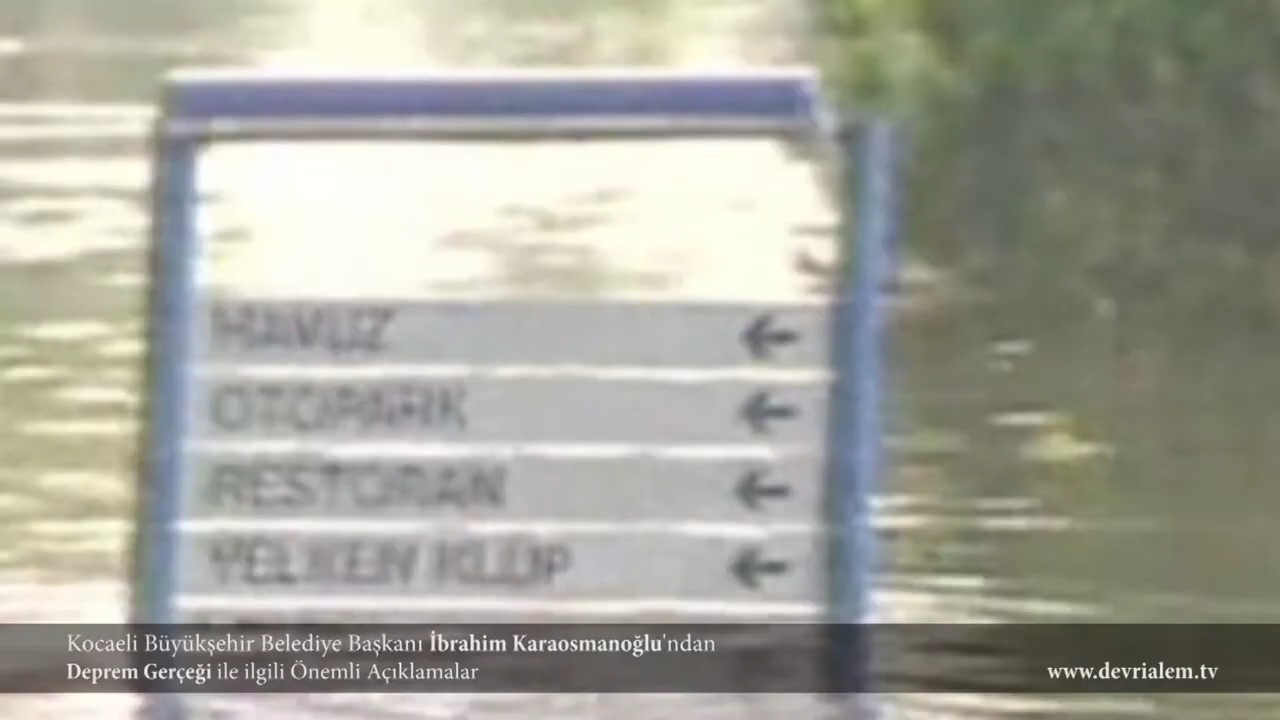 HAVUZ ←
OTOPARK ←
RESTORAN ←
YELKEN KLÜP ←
Kocaeli Büyükşehir Belediye Başkanı İbrahim Karaosmanoğlu'ndan
Deprem Gerçeği ile ilgili Önemli Açıklamalar
www.devrialem.tv